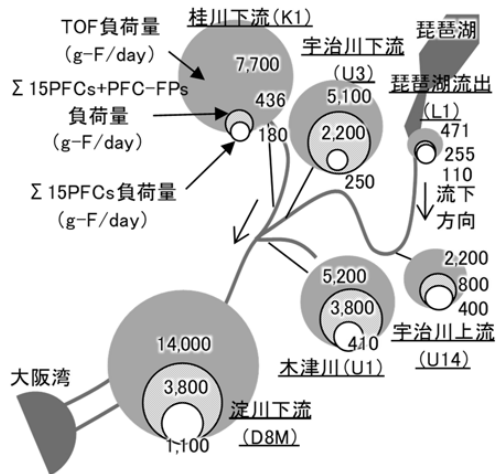 TOF負荷量
(g-F/day)
Σ15PFCs+PFC-FPs
負荷量
(g-F/day)
Σ15PFCs負荷量
(g-F/day)
桂川下流(K1)
7,700
436
180
宇治川下流
(U3)
5,100
2,200
250
琵琶湖
琵琶湖流出
(L1)
471
255
110
流下
方向
2,200
800
400
宇治川上流
(U14)
5,200
3,800
410
木津川(U1)
14,000
3,800
1,100
淀川下流
(D8M)
大阪湾